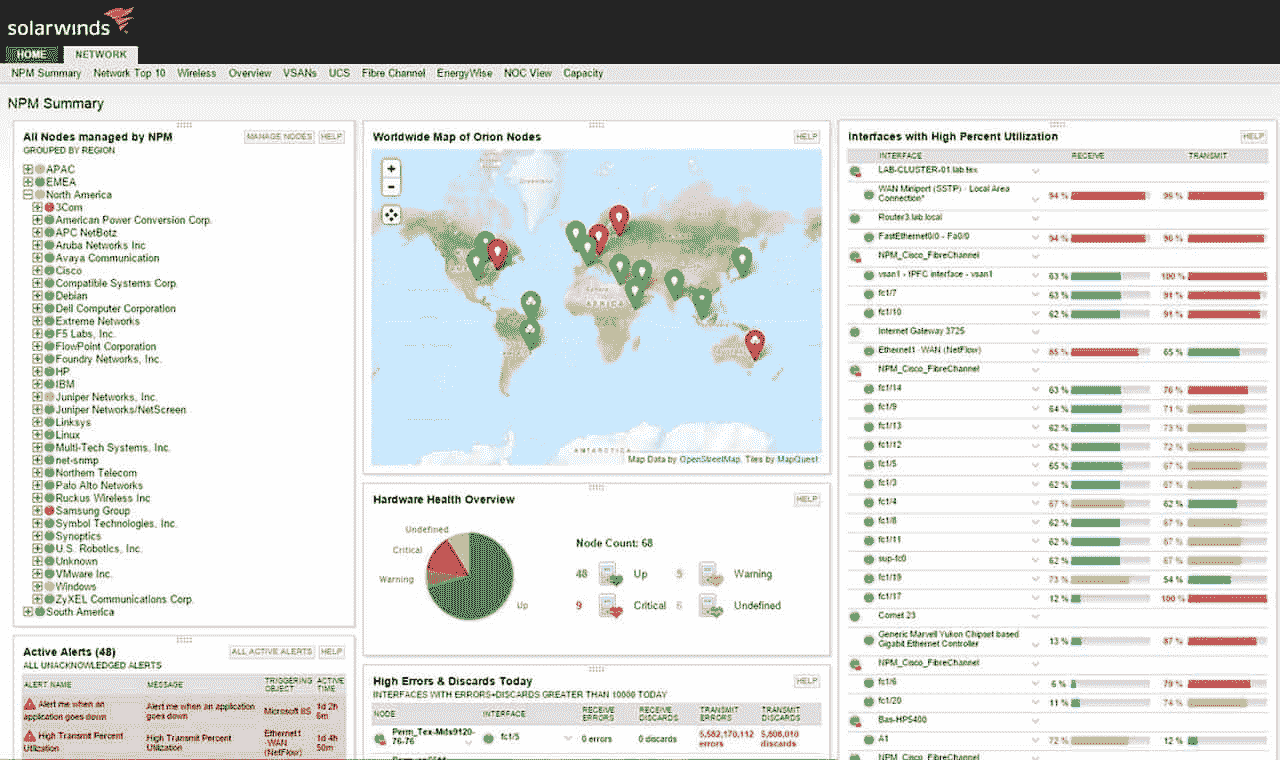 solarwinds
HOME NETWORK
NPM Summary Network Top 10 Wireless Overview VSANs UCS Fibre Channel EnergyWise NOC View Capacity
NPM Summary
All Nodes managed by NPM MANAGE NODES HELP
GROUPED BY REGION
APAC
EMEA
North America
3Com
American Power Conversion Corp.
APC NetBotz
Aruba Networks Inc
Avaya Communication
Cisco
Compatible Systems Corp.
Debian
Dell Computer Corporation
Extreme Networks
F5 Labs, Inc.
FlowPoint Corporation
Foundry Networks, Inc.
HP
IBM
Juniper Networks, Inc.
Juniper Networks/NetScreen
Linksys
Linux
Multi-Tech Systems, Inc.
net-snmp
Northern Telecom
Palo Alto Networks
Ruckus Wireless Inc
Samsung Group
Symbol Technologies, Inc.
Synoptics
U.S. Robotics, Inc.
Unknown
VMware Inc.
Windows
ZyXEL Communications Corp.
South America
Active Alerts (48) ALL ACTIVE ALERTS HELP
ALL UNACKNOWLEDGED ALERTS
ALERT NAME MESSAGE TRIGGERING OBJECT ACTIVE TIME
Alert me when an application goes down Alert me when an application goes down Microsoft IIS 1d 2h 6m
High Transmit Percent Utilization High Transmit Percent Utilization Ethernet1 - WAN (NetFlow) 1d 4h 50m
Worldwide Map of Orion Nodes HELP
+
-
Greenland
AFRICA
ANTARCTICA
Map Data by OpenStreetMap, Tiles by MapQuest
Hardware Health Overview HELP
Undefined
Critical
Warning
Up
Node Count: 68
48 Up 5 Warning
9 Critical 6 Undefined
High Errors & Discards Today HELP
INTERFACES WITH ERRORS+DISCARDS GREATER THAN 10000 TODAY
NODE INTERFACE RECEIVE ERRORS RECEIVE DISCARDS TRANSMIT ERRORS TRANSMIT DISCARDS
Perm_Tex-Mds9120-76-76 fc1/5 0 errors 0 discards 5,582,170,112 errors 5,606,010 discards
Interfaces with High Percent Utilization HELP
INTERFACE RECEIVE TRANSMIT
LAB-CLUSTER-01.lab.tex
WAN Miniport (SSTP) - Local Area Connection* 94 % 96 %
Router3.lab.local
FastEthernet0/0 - Fa0/0 94 % 96 %
NPM_Cisco_FibreChannel
vsan1 - IPFC interface - vsan1 63 % 100 %
fc1/7 63 % 91 %
fc1/10 62 % 91 %
Internet Gateway 3725
Ethernet1 - WAN (NetFlow) 85 % 65 %
NPM_Cisco_FibreChannel
fc1/14 63 % 76 %
fc1/9 64 % 71 %
fc1/13 62 % 73 %
fc1/12 62 % 72 %
fc1/5 65 % 67 %
fc1/3 62 % 67 %
fc1/4 67 % 62 %
fc1/8 62 % 67 %
fc1/11 62 % 67 %
sup-fc0 62 % 67 %
fc1/19 73 % 54 %
fc1/17 12 % 100 %
Comet 23
Generic Marvell Yukon Chipset based Gigabit Ethernet Controller 13 % 87 %
NPM_Cisco_FibreChannel
fc1/6 6 % 79 %
fc1/20 11 % 74 %
Bas-HP5400
A1 72 % 12 %
NPM_Cisco_FibreChannel